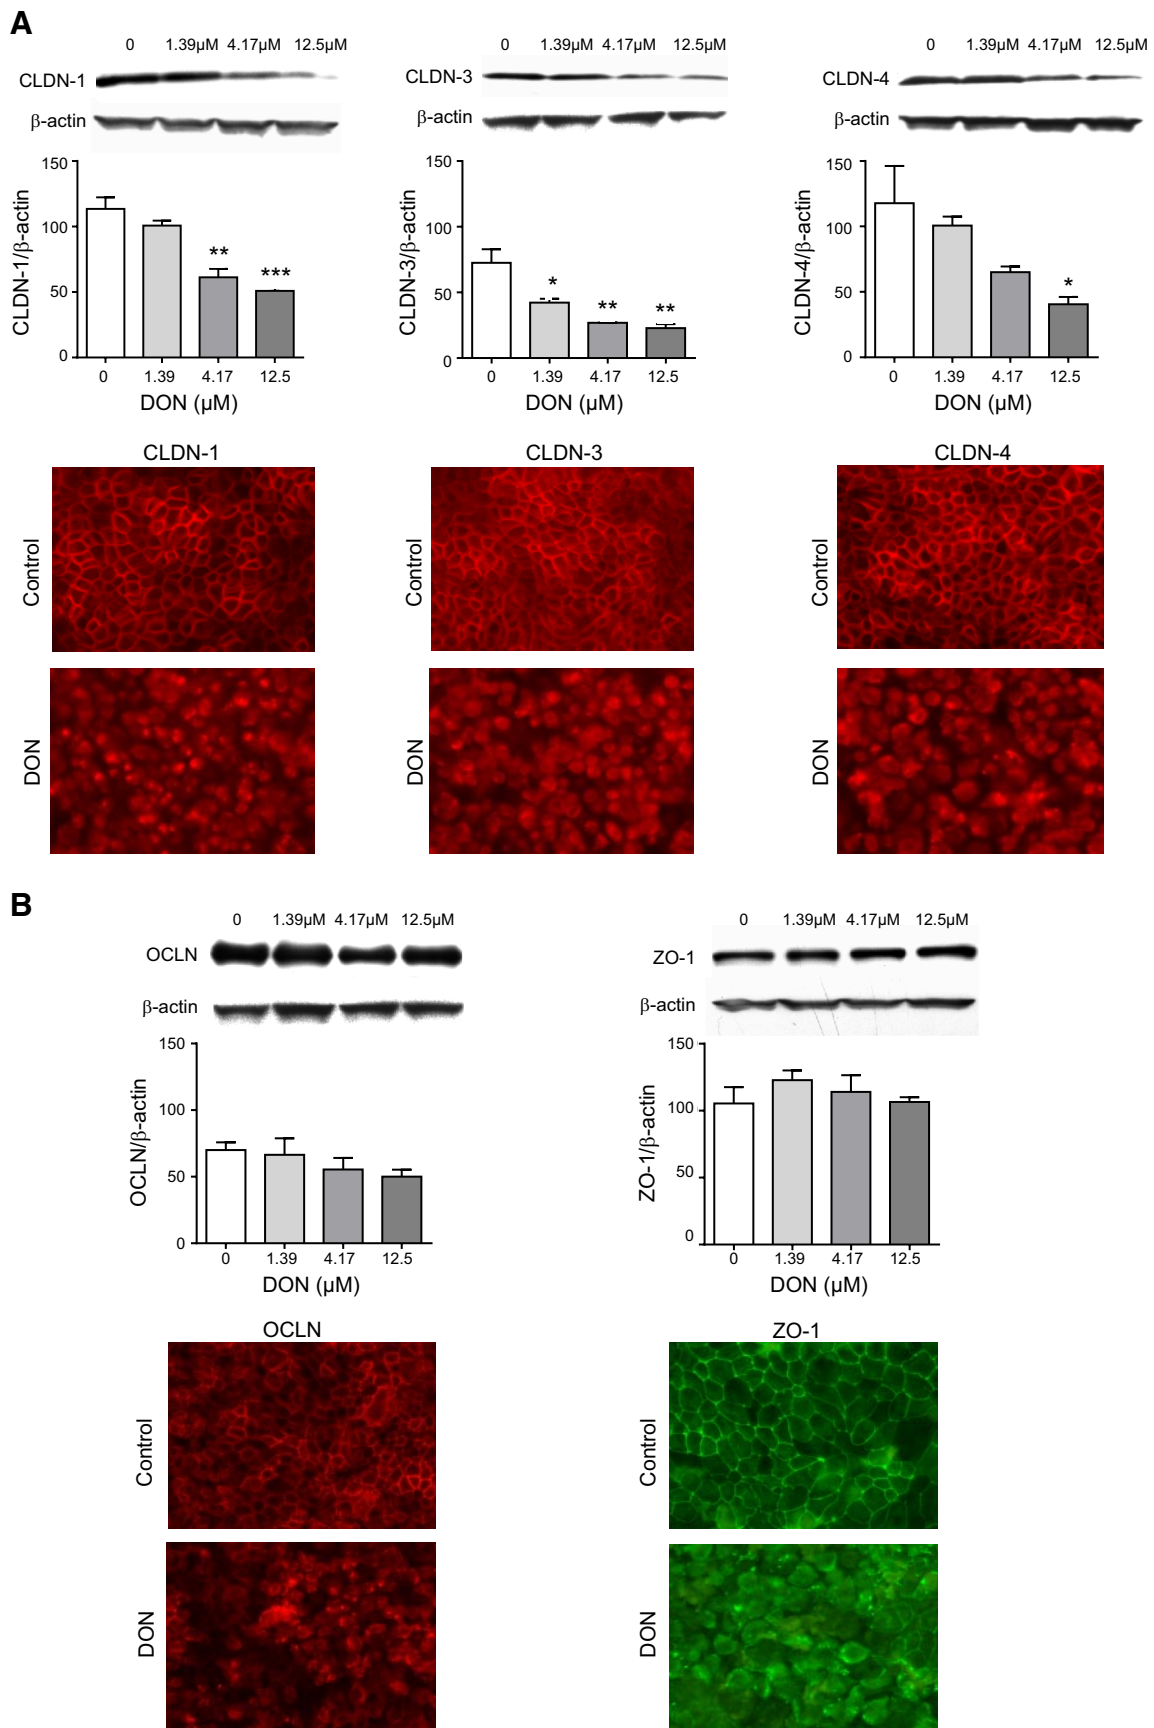 A
0 1.39µM 4.17µM 12.5µM
CLDN-1
β-actin
150
100
50
0
CLDN-1/β-actin
**
***
0 1.39 4.17 12.5
DON (µM)
0 1.39µM 4.17µM 12.5µM
CLDN-3
β-actin
150
100
50
0
CLDN-3/β-actin
*
**
**
0 1.39 4.17 12.5
DON (µM)
0 1.39µM 4.17µM 12.5µM
CLDN-4
β-actin
150
100
50
0
CLDN-4/β-actin
*
0 1.39 4.17 12.5
DON (µM)
CLDN-1
Control
DON
CLDN-3
Control
DON
CLDN-4
Control
DON
B
0 1.39µM 4.17µM 12.5µM
OCLN
β-actin
150
100
50
0
OCLN/β-actin
0 1.39 4.17 12.5
DON (µM)
0 1.39µM 4.17µM 12.5µM
ZO-1
β-actin
150
100
50
0
ZO-1/β-actin
0 1.39 4.17 12.5
DON (µM)
OCLN
Control
DON
ZO-1
Control
DON